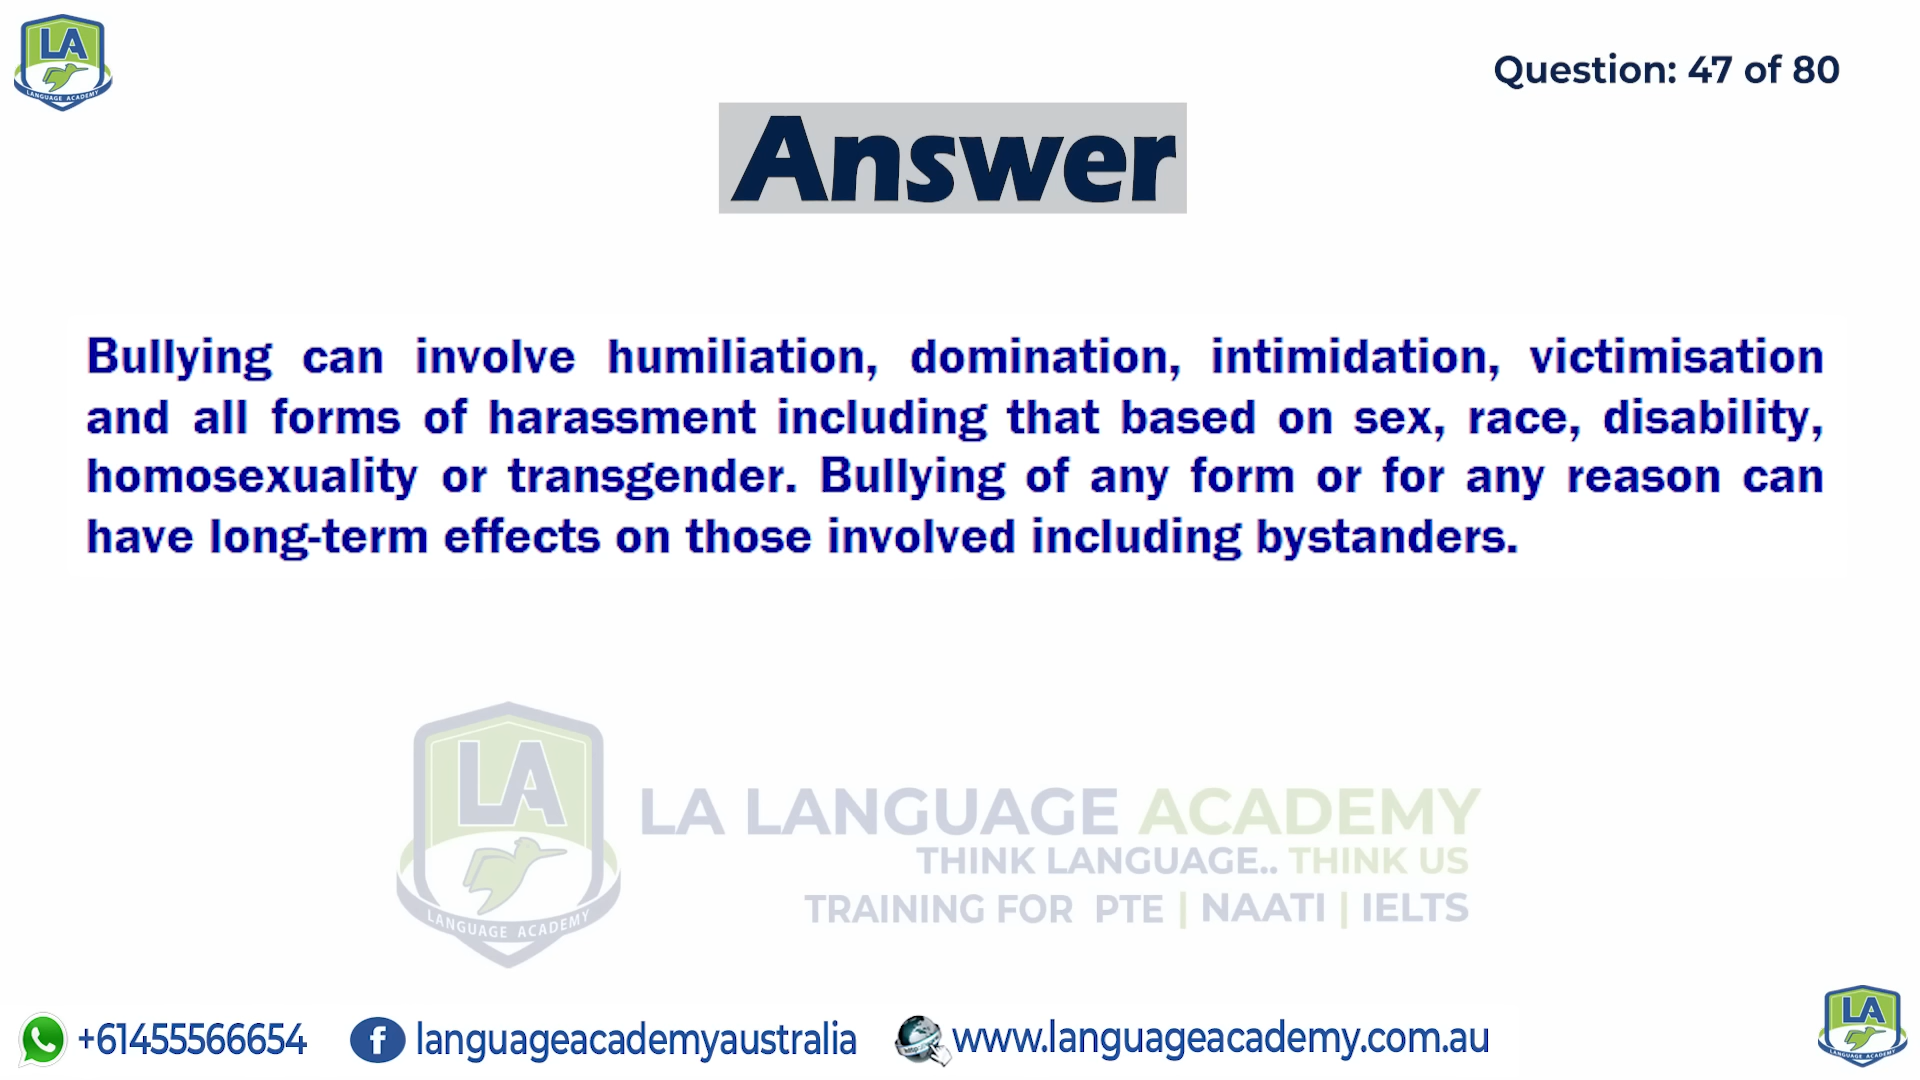 LA
LANGUAGE ACADEMY
Question: 47 of 80
Answer
Bullying can involve humiliation, domination, intimidation, victimisation
and all forms of harassment including that based on sex, race, disability,
homosexuality or transgender. Bullying of any form or for any reason can
have long-term effects on those involved including bystanders.
LA
LANGUAGE ACADEMY
LA LANGUAGE ACADEMY
THINK LANGUAGE.. THINK US
TRAINING FOR PTE | NAATI | IELTS
+61455566654
f languageacademyaustralia
www.languageacademy.com.au
LA
LANGUAGE ACADEMY